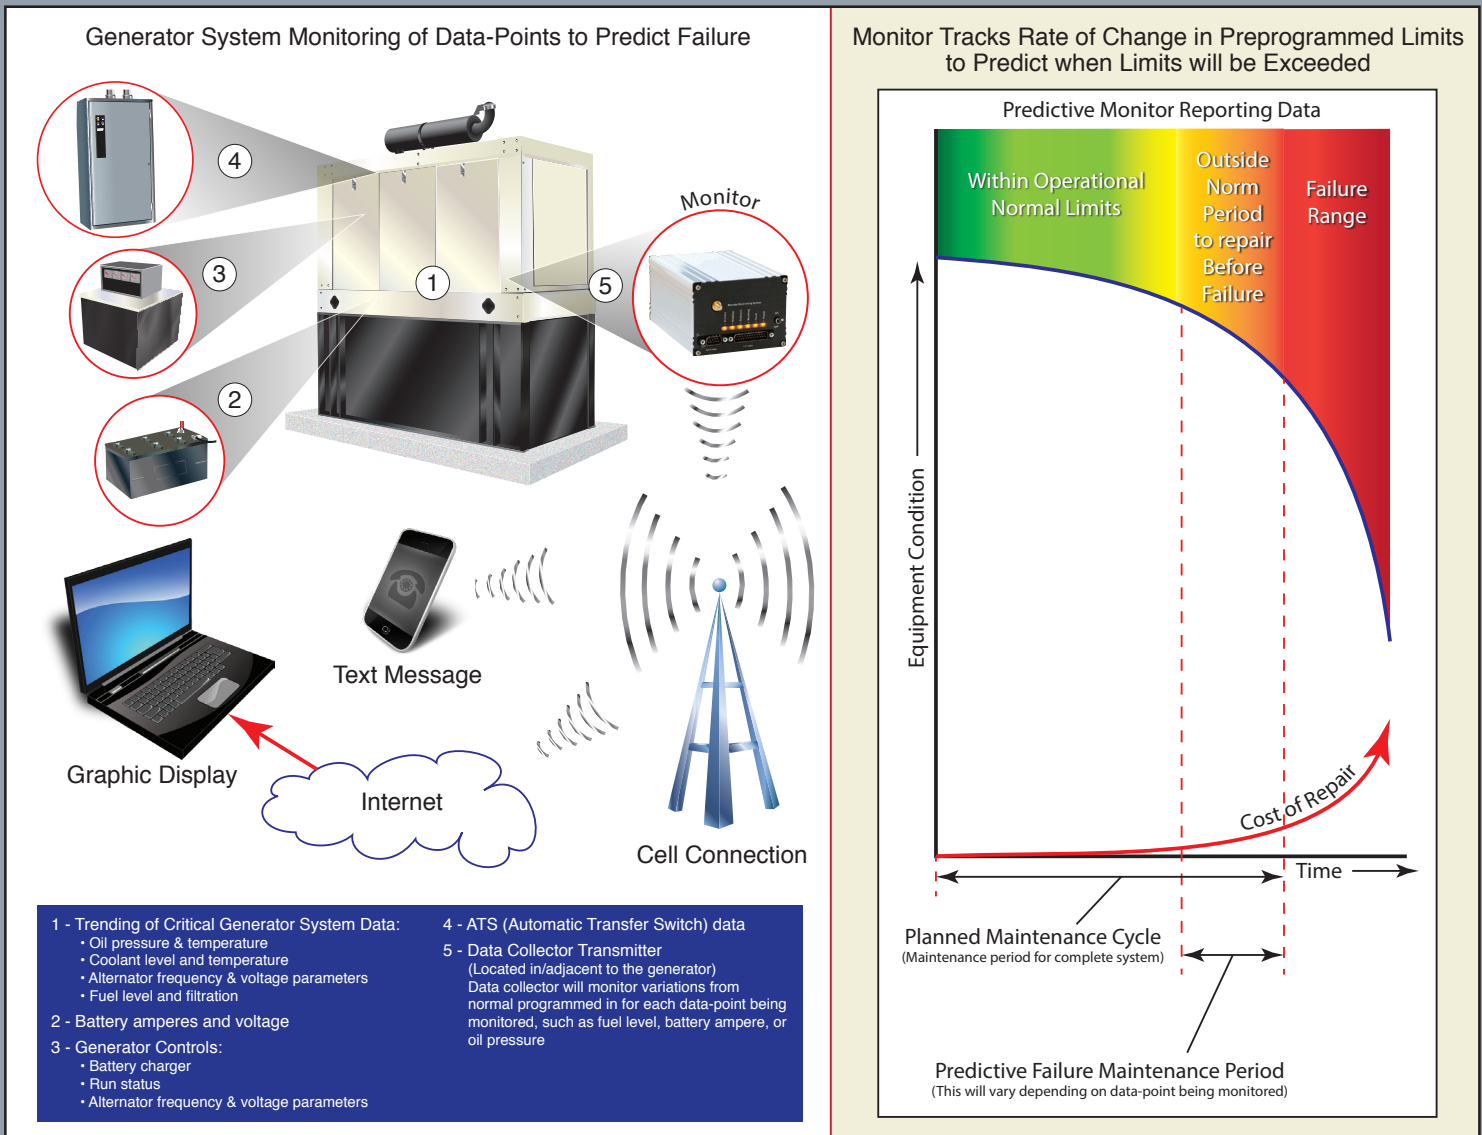 Generator System Monitoring of Data-Points to Predict Failure
4
3
2
1
5
Monitor
Text Message
Graphic Display
Internet
Cell Connection
1 - Trending of Critical Generator System Data:
• Oil pressure & temperature
• Coolant level and temperature
• Alternator frequency & voltage parameters
• Fuel level and filtration
2 - Battery amperes and voltage
3 - Generator Controls:
• Battery charger
• Run status
• Alternator frequency & voltage parameters
4 - ATS (Automatic Transfer Switch) data
5 - Data Collector Transmitter
(Located in/adjacent to the generator)
Data collector will monitor variations from
normal programmed in for each data-point being
monitored, such as fuel level, battery ampere, or
oil pressure
Monitor Tracks Rate of Change in Preprogrammed Limits
to Predict when Limits will be Exceeded
Predictive Monitor Reporting Data
Within Operational
Normal Limits
Outside
Norm
Period
to repair
Before
Failure
Failure
Range
Equipment Condition
Cost of Repair
Time
Planned Maintenance Cycle
(Maintenance period for complete system)
Predictive Failure Maintenance Period
(This will vary depending on data-point being monitored)